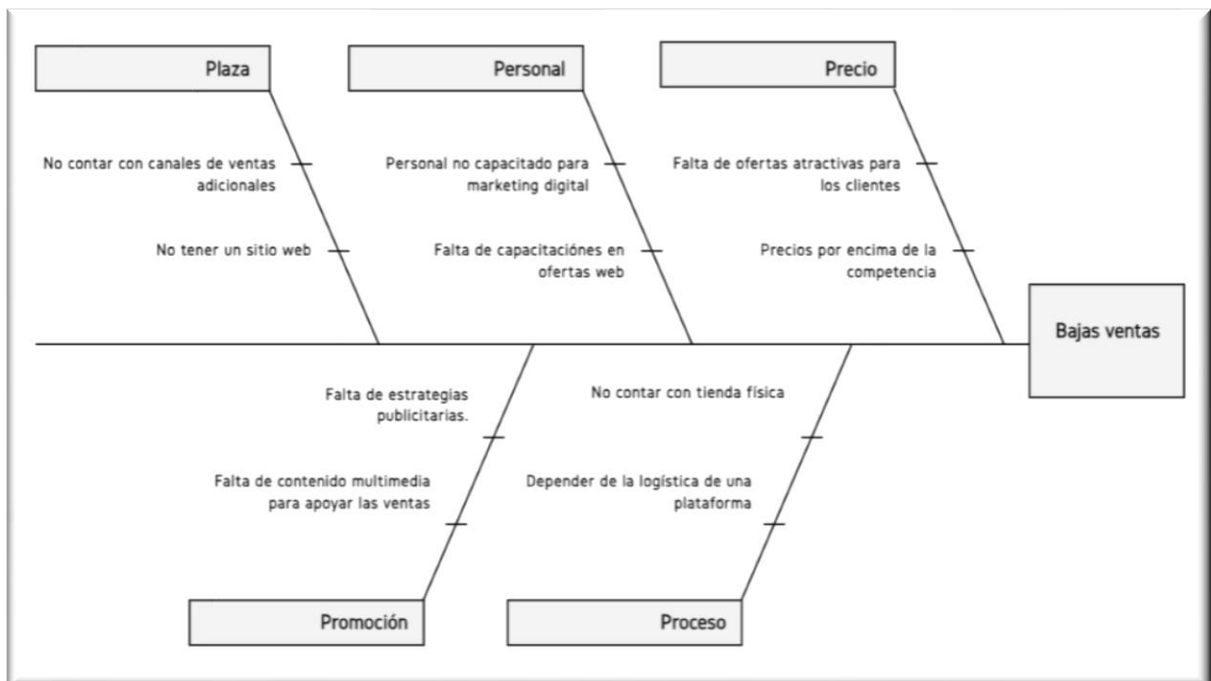 Plaza
Personal
Precio
No contar con canales de ventas
adicionales
No tener un sitio web
Personal no capacitado para
marketing digital
Falta de capacitaciónes en
ofertas web
Falta de ofertas atractivas para
los clientes
Precios por encima de la
competencia
Bajas ventas
Falta de estrategias
publicitarias.
Falta de contenido multimedia
para apoyar las ventas
No contar con tienda física
Depender de la logística de una
plataforma
Promoción
Proceso